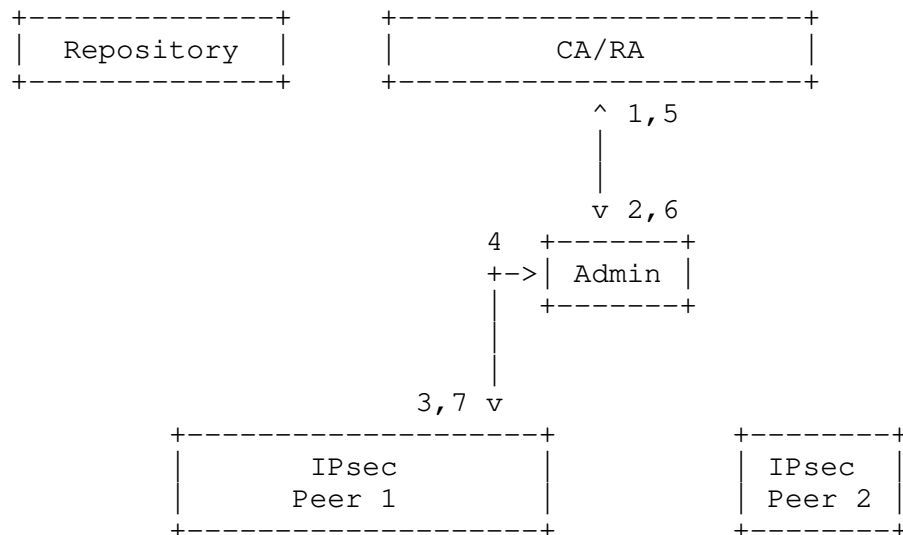 Repository CA/RA
^ 1,5
v 2,6
4
+-> Admin
3,7 v
IPsec IPsec
Peer 1 Peer 2